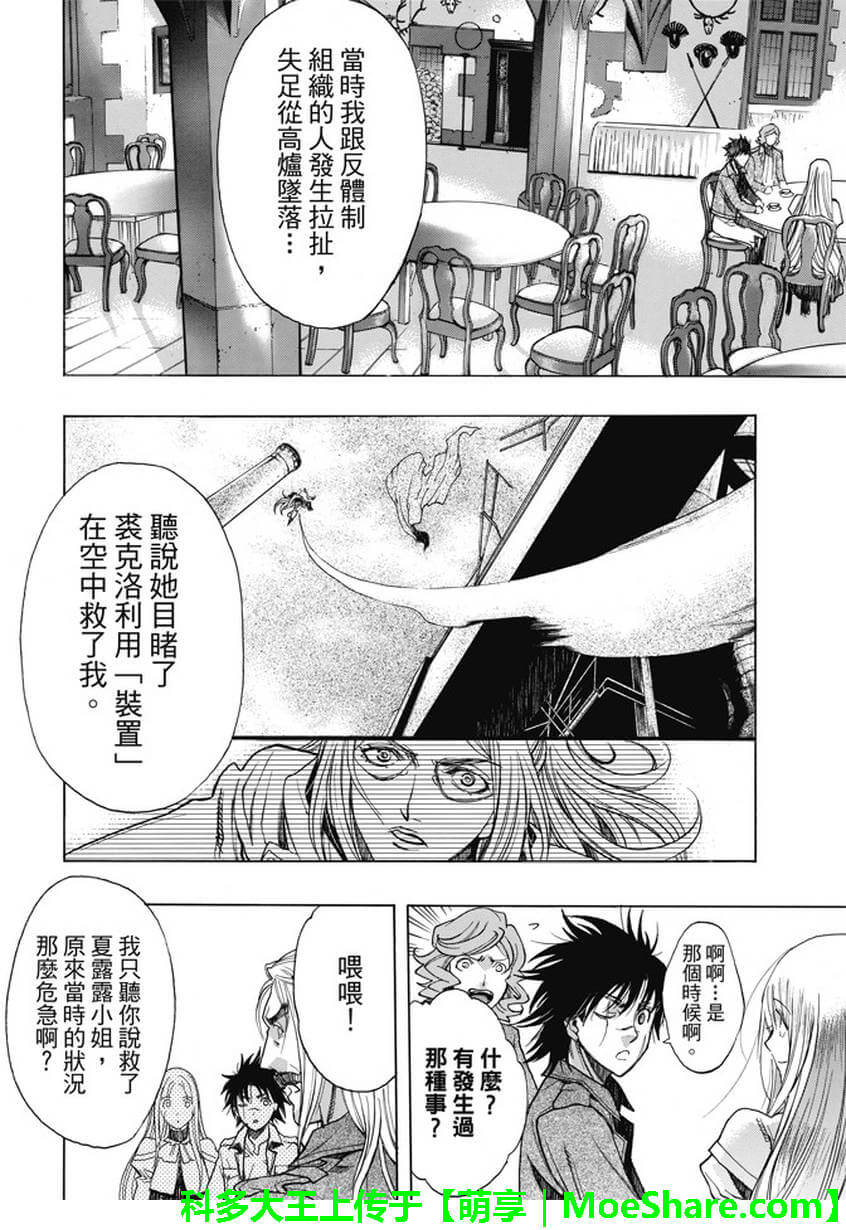 當時我跟反體制
組織的人發生拉扯，
失足從高爐墜落…
聽說她目睹了
裘克洛利用「裝置」
在空中救了我。
啊啊…是
那個時候啊。
什麼？
有發生過
那種事？
喂喂！
我只聽你說救了
夏露露小姐，
原來當時的狀況
那麼危急啊？
科多大王上传于【萌享｜MoeShare.com】